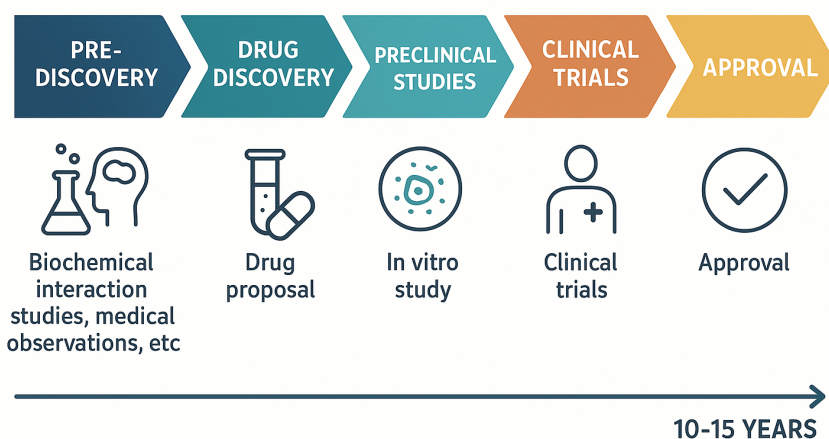 PRE-
DISCOVERY
DRUG
DISCOVERY
PRECLINICAL
STUDIES
CLINICAL
TRIALS
APPROVAL
Biochemical
interaction
studies, medical
observations, etc
Drug
proposal
In vitro
study
Clinical
trials
Approval
10-15 YEARS